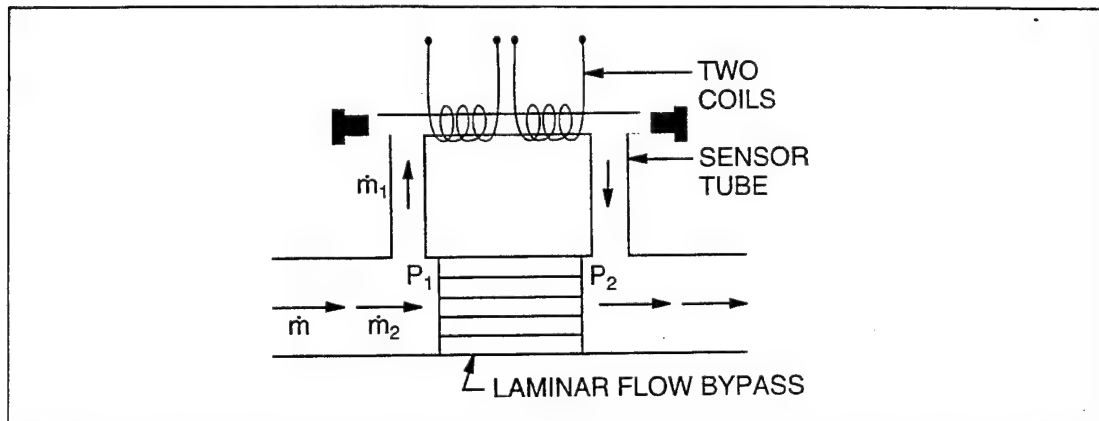 TWO
COILS
SENSOR
TUBE
ṁ₁
P₁
P₂
ṁ
ṁ₂
LAMINAR FLOW BYPASS